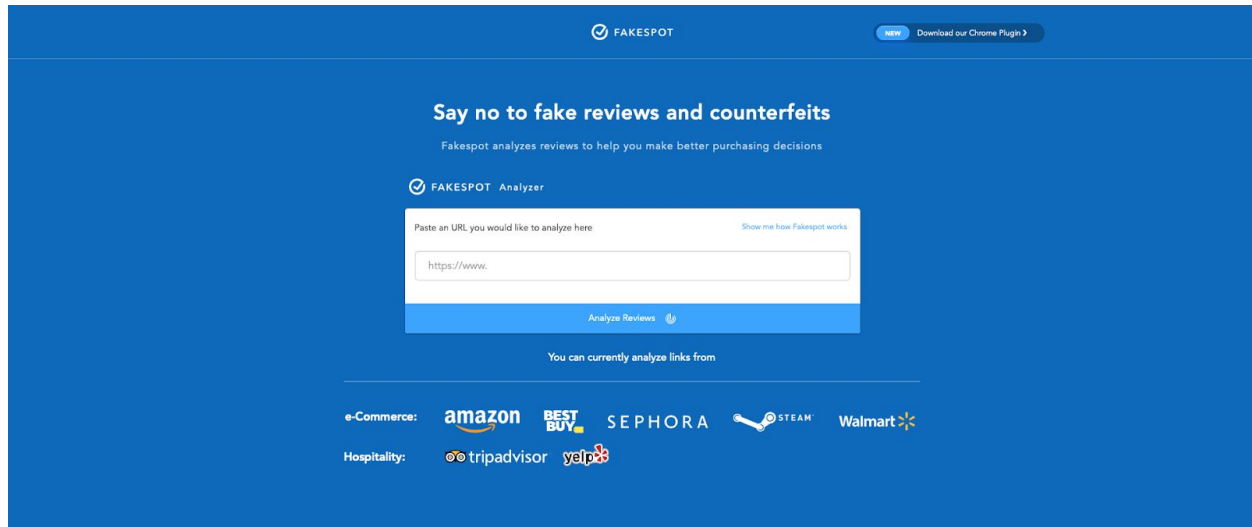 FAKESPOT
NEW Download our Chrome Plugin ❯
Say no to fake reviews and counterfeits
Fakespot analyzes reviews to help you make better purchasing decisions
FAKESPOT Analyzer
Paste an URL you would like to analyze here
Show me how Fakespot works
https://www.
Analyze Reviews
You can currently analyze links from
e-Commerce: amazon BEST BUY SEPHORA STEAM Walmart
Hospitality: tripadvisor yelp